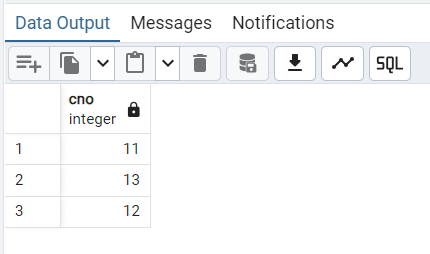 Data Output Messages Notifications
SQL
cno
integer
1 11
2 13
3 12